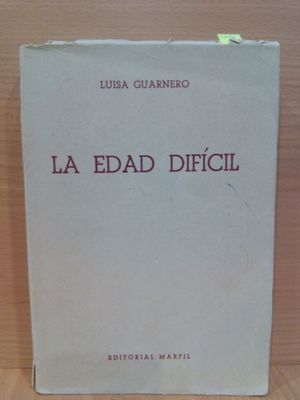 LUISA GUARNERO
LA EDAD DIFÍCIL
EDITORIAL MARFIL